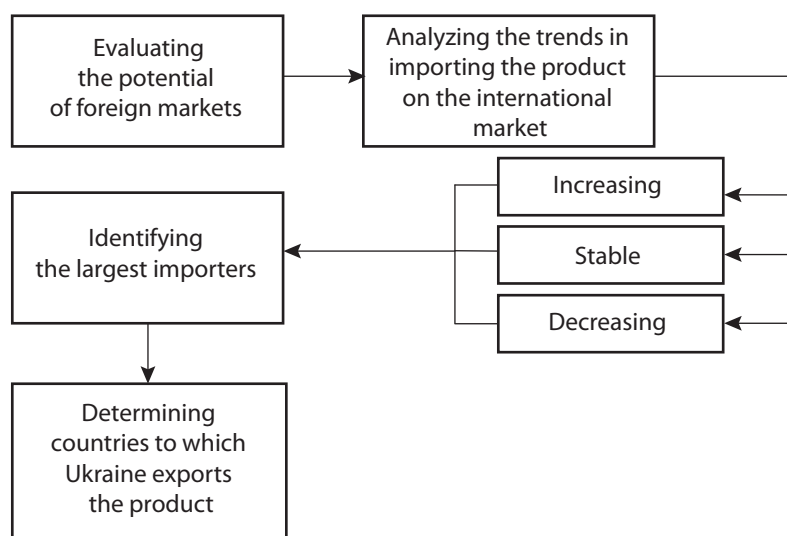 Evaluating
the potential
of foreign markets
Analyzing the trends in
importing the product
on the international
market
Increasing
Stable
Decreasing
Identifying
the largest importers
Determining
countries to which
Ukraine exports
the product